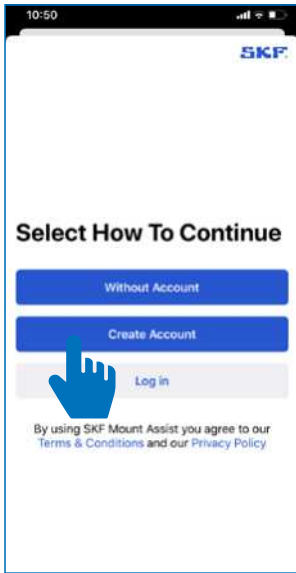 10:50
SKF
Select How To Continue
Without Account
Create Account
Log in
By using SKF Mount Assist you agree to our
Terms & Conditions and our Privacy Policy